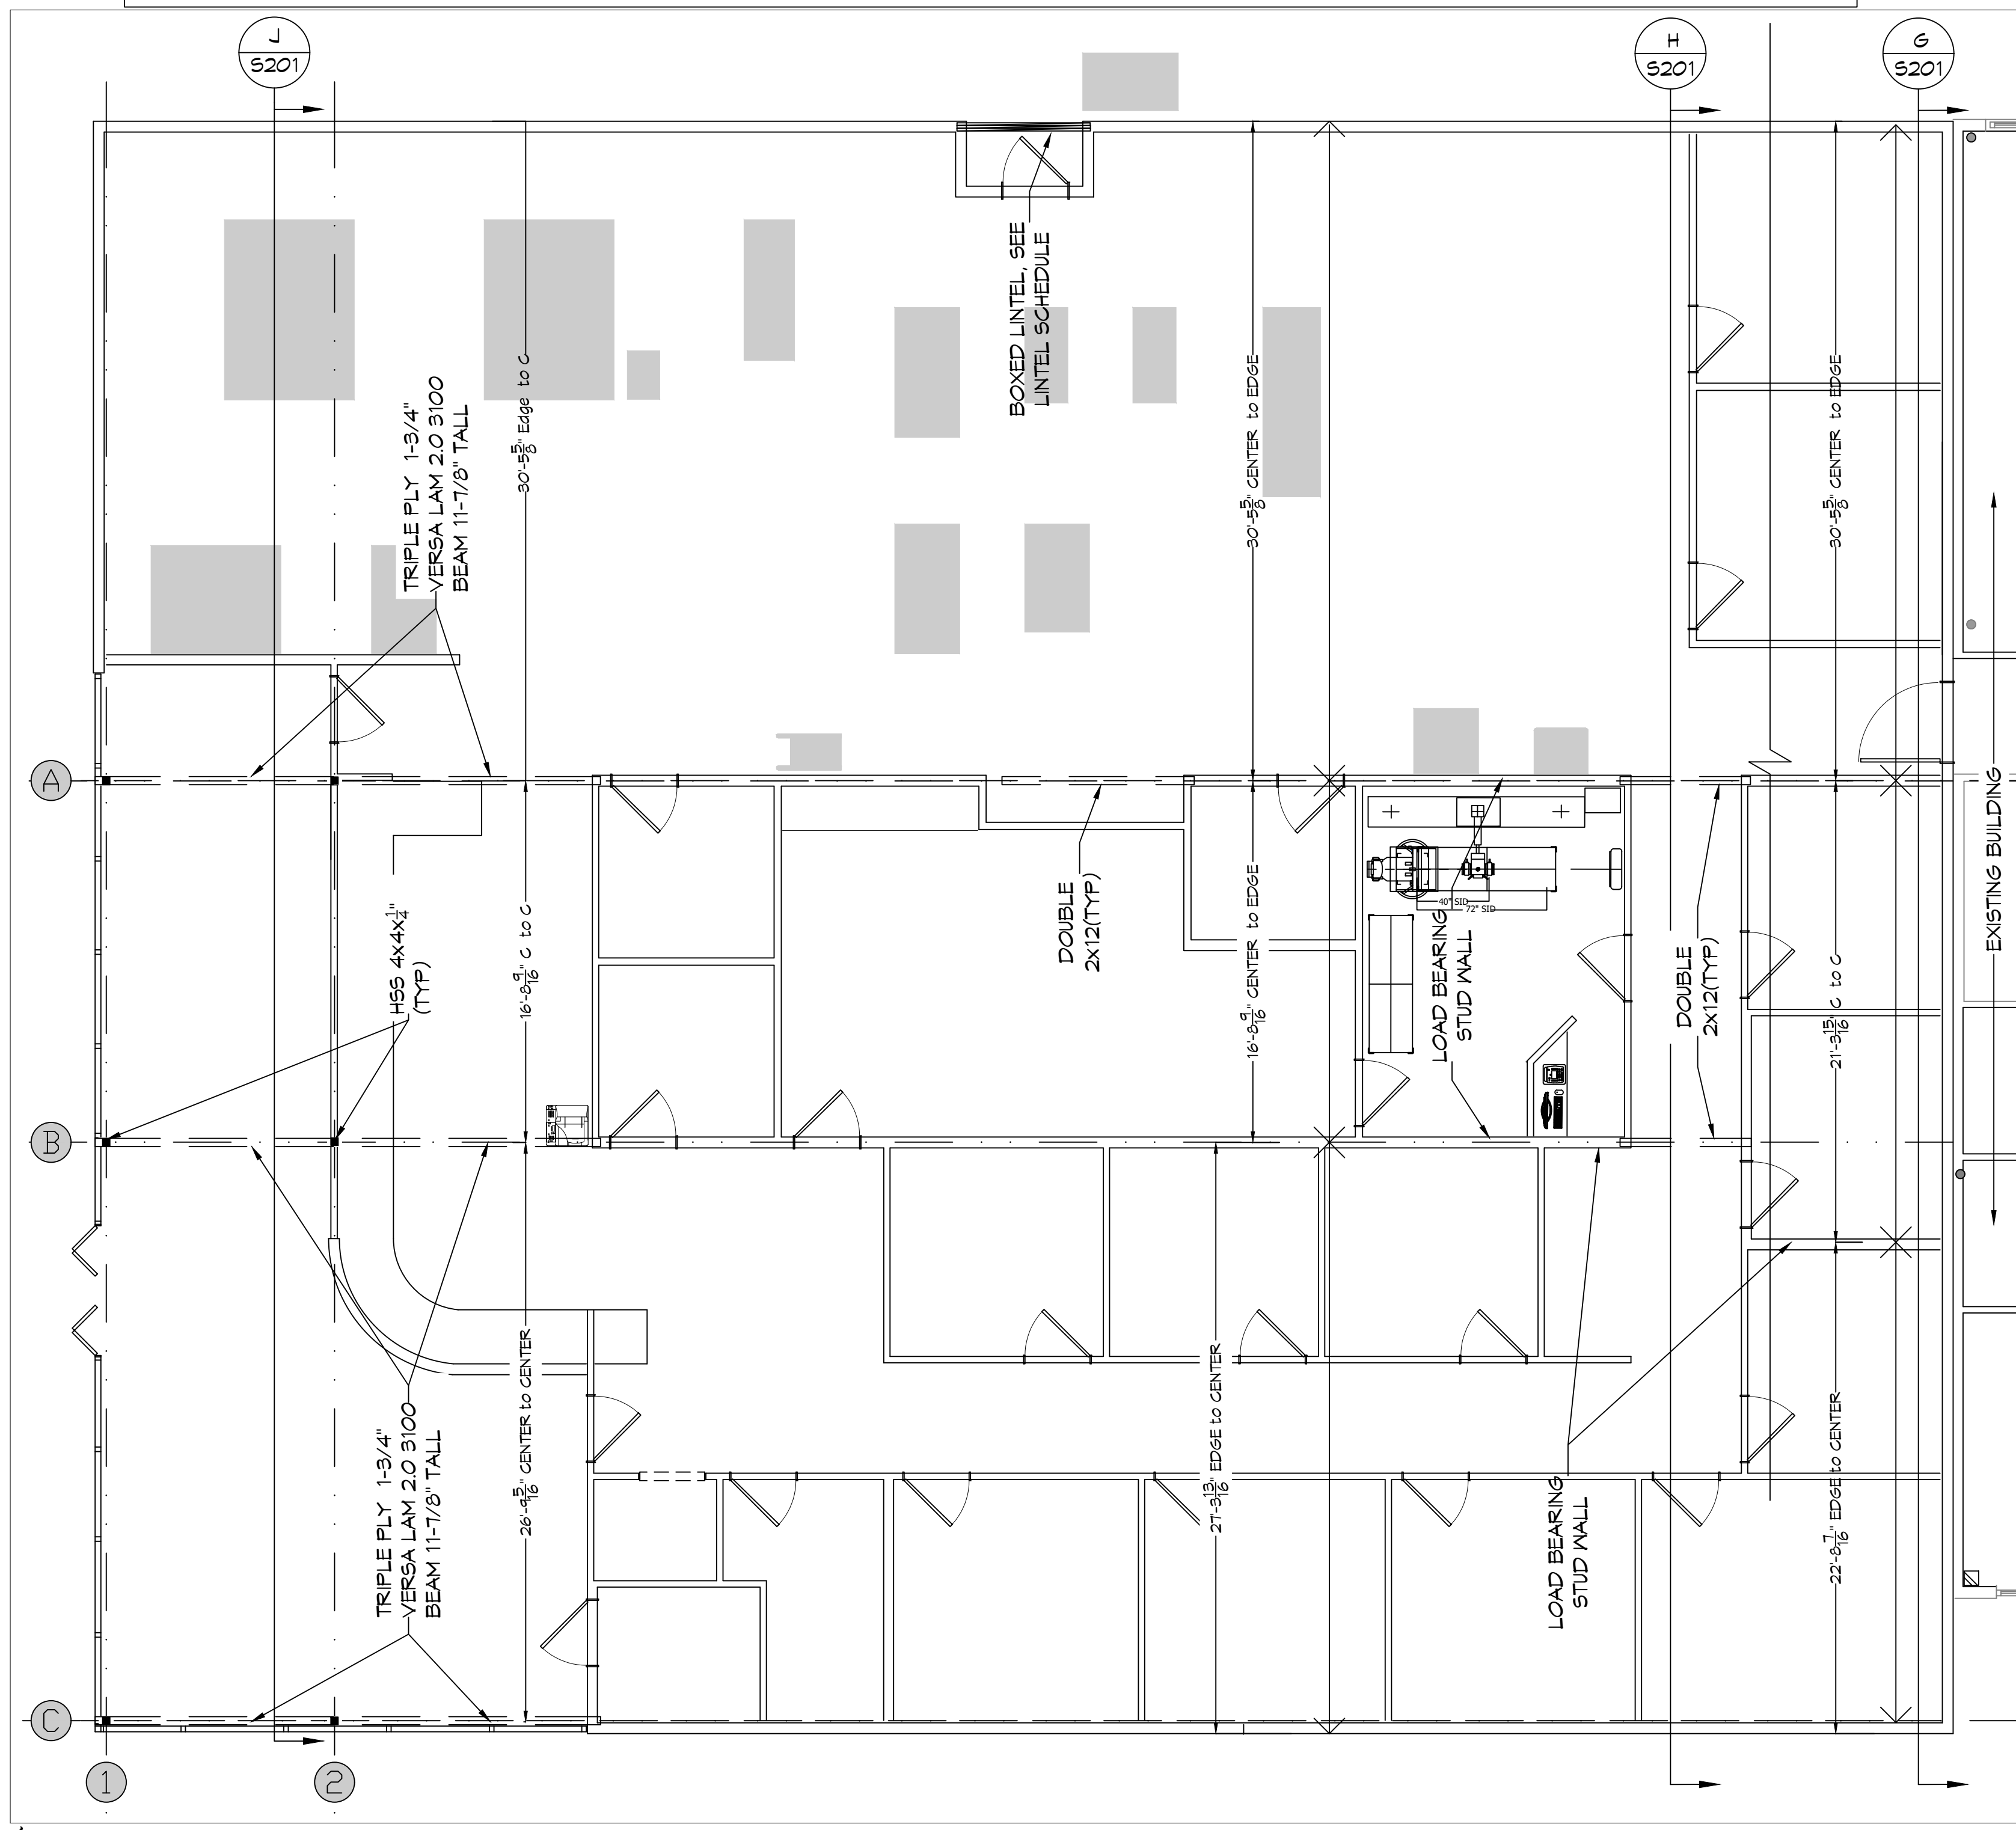 J
S201
H
S201
G
S201
BOXED LINTEL, SEE
LINTEL SCHEDULE
30'-5 5/8" Edge to C
30'-5 5/8" CENTER to EDGE
30'-5 5/8" CENTER to EDGE
TRIPLE PLY 1-3/4"
VERSA LAM 2.0 3100
BEAM 11-7/8" TALL
A
HSS 4x4x1/4"
(TYP)
16'-8 9/16" C to C
DOUBLE
2x12(TYP)
16'-8 9/16" CENTER to EDGE
40" SID
72" SID
LOAD BEARING
STUD WALL
DOUBLE
2x12(TYP)
21'-3 15/16" C to C
EXISTING BUILDING
B
TRIPLE PLY 1-3/4"
VERSA LAM 2.0 3100
BEAM 11-7/8" TALL
26'-9 5/16" CENTER to CENTER
27'-3 13/16" EDGE to CENTER
LOAD BEARING
STUD WALL
22'-8 7/16" EDGE to CENTER
C
1
2